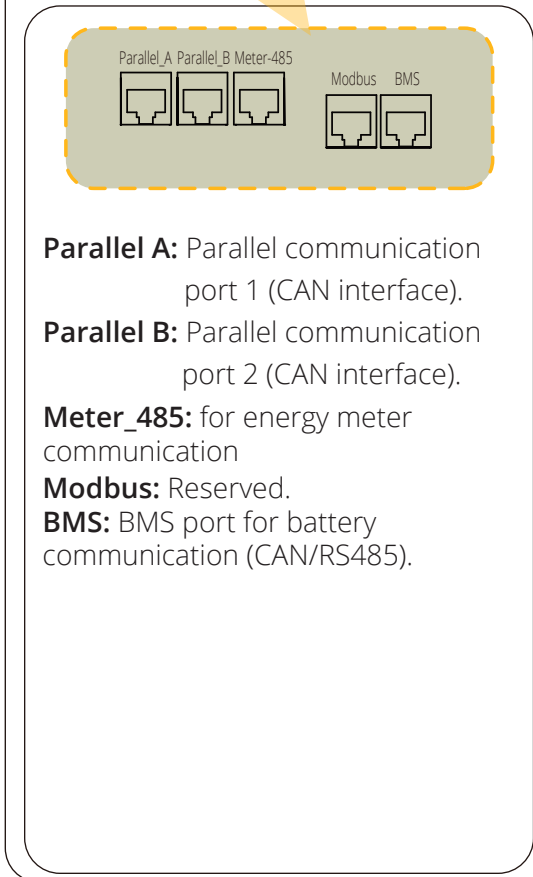 Parallel_A Parallel_B Meter-485
Modbus BMS
Parallel A: Parallel communication
port 1 (CAN interface).
Parallel B: Parallel communication
port 2 (CAN interface).
Meter_485: for energy meter
communication
Modbus: Reserved.
BMS: BMS port for battery
communication (CAN/RS485).